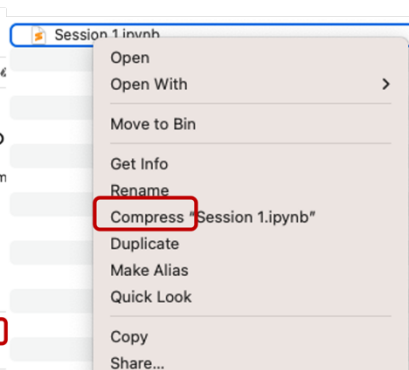 Session 1.ipynb
Open
Open With
Move to Bin
Get Info
Rename
Compress “Session 1.ipynb”
Duplicate
Make Alias
Quick Look
Copy
Share...